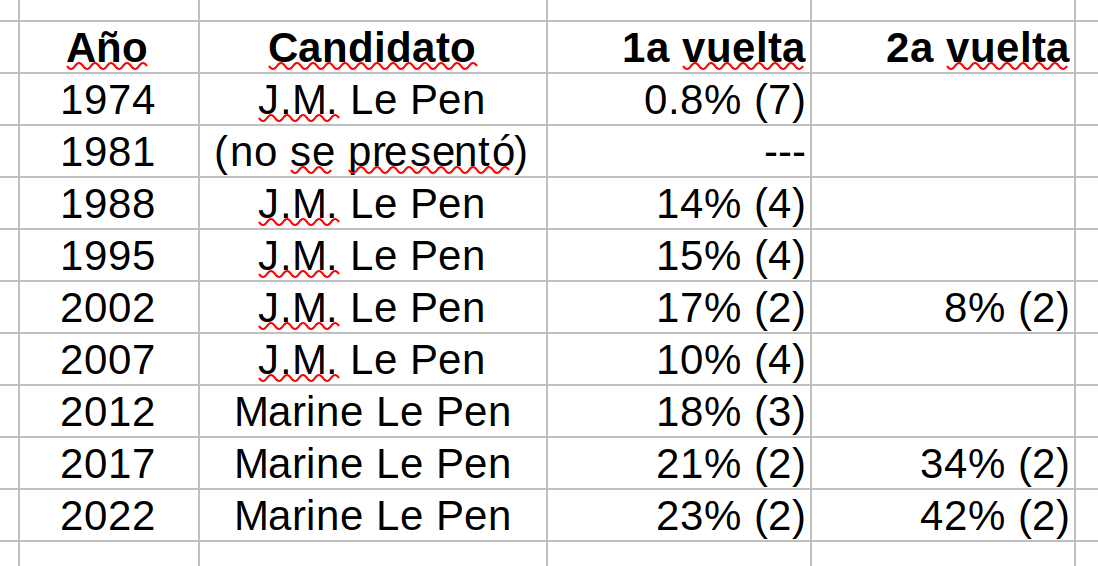 Año Candidato 1a vuelta 2a vuelta
1974 J.M. Le Pen 0.8% (7)
1981 (no se presentó) ---
1988 J.M. Le Pen 14% (4)
1995 J.M. Le Pen 15% (4)
2002 J.M. Le Pen 17% (2) 8% (2)
2007 J.M. Le Pen 10% (4)
2012 Marine Le Pen 18% (3)
2017 Marine Le Pen 21% (2) 34% (2)
2022 Marine Le Pen 23% (2) 42% (2)